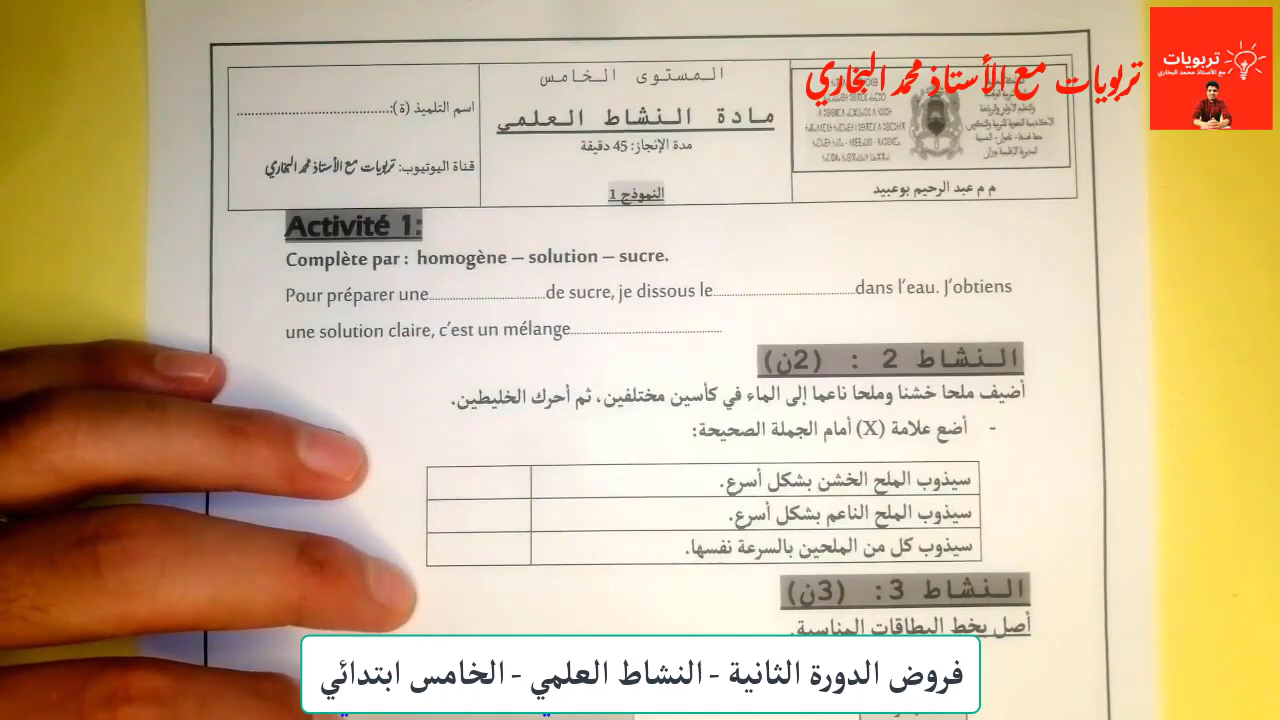 تربويات مع الأستاذ محمد البخاري
تربويات
مع الأستاذ محمد البخاري
م م عبد الرحيم بوعبيد
المستوى الخامس
مادة النشاط العلمي
مدة الإنجاز: 45 دقيقة
النموذج 1
اسم التلميذ (ة):
قناة اليوتيوب: تربويات مع الأستاذ محمد البخاري
Activité 1:
Complète par : homogène – solution – sucre.
Pour préparer une..............................de sucre, je dissous le..............................dans l'eau. J'obtiens
une solution claire, c'est un mélange..............................
النشاط 2 : (2ن)
أضيف ملحا خشنا وملحا ناعما إلى الماء في كأسين مختلفين، ثم أحرك الخليطين.
- أضع علامة (X) أمام الجملة الصحيحة:
سيذوب الملح الخشن بشكل أسرع.
سيذوب الملح الناعم بشكل أسرع.
سيذوب كل من الملحين بالسرعة نفسها.
النشاط 3: (3ن)
أصل بخط البطاقات المناسبة.
فروض الدورة الثانية - النشاط العلمي - الخامس ابتدائي